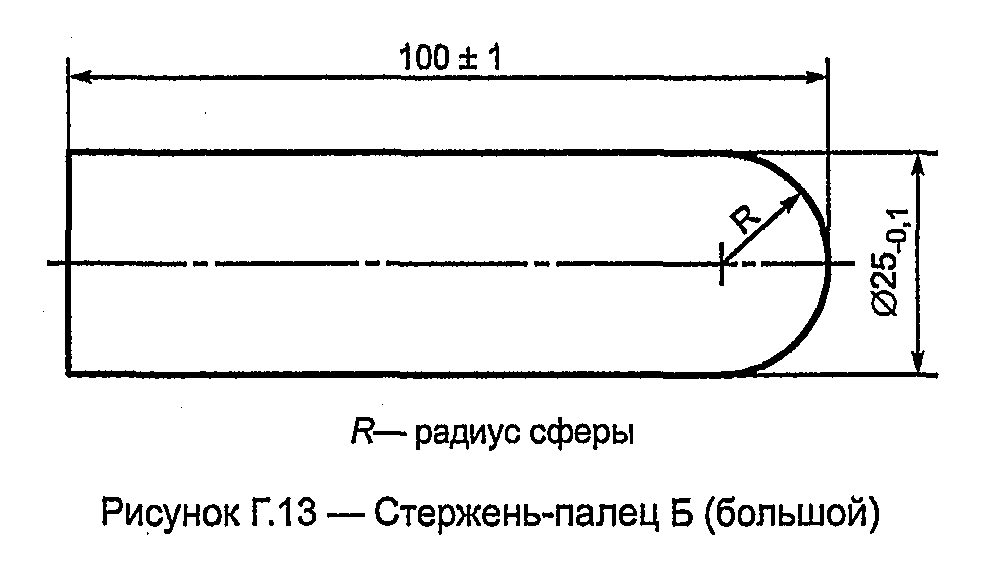 100 ± 1
R
Ø25-0,1
R— радиус сферы
Рисунок Г.13 — Стержень-палец Б (большой)